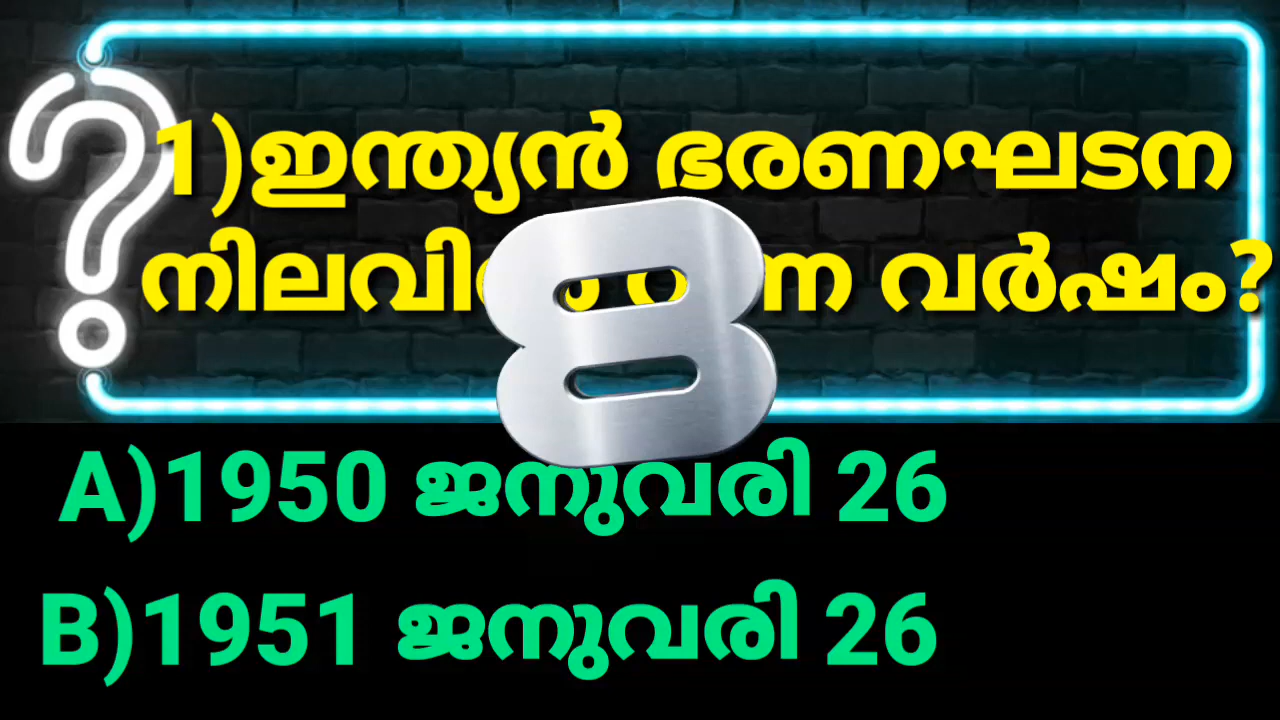 1)ഇന്ത്യൻ ഭരണഘടന
വർഷം?
8
A)1950 ജനുവരി 26
B)1951 ജനുവരി 26